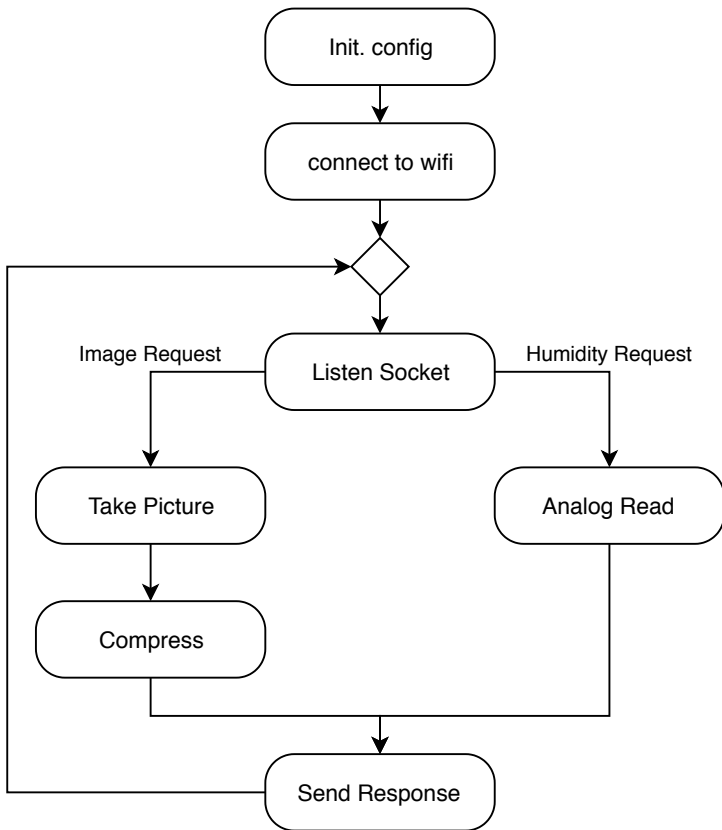 Init. config
connect to wifi
Image Request
Humidity Request
Listen Socket
Take Picture
Analog Read
Compress
Send Response